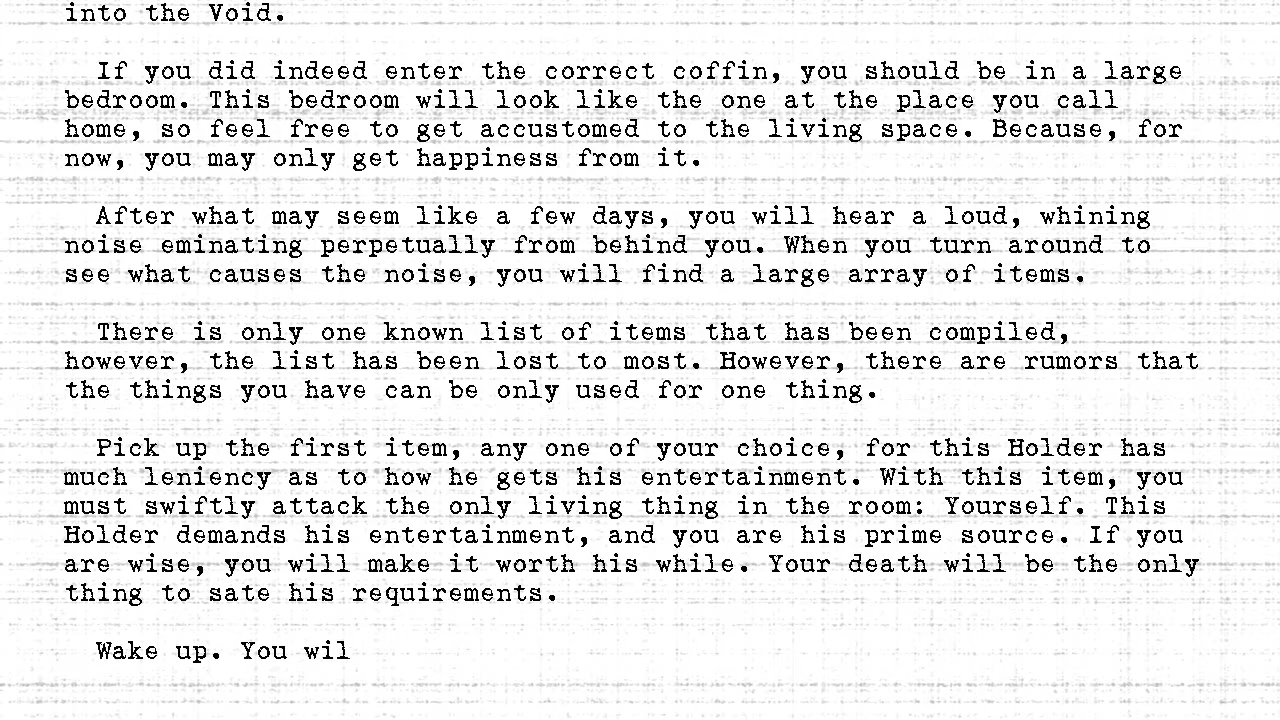 into the Void.
If you did indeed enter the correct coffin, you should be in a large
bedroom. This bedroom will look like the one at the place you call
home, so feel free to get accustomed to the living space. Because, for
now, you may only get happiness from it.
After what may seem like a few days, you will hear a loud, whining
noise eminating perpetually from behind you. When you turn around to
see what causes the noise, you will find a large array of items.
There is only one known list of items that has been compiled,
however, the list has been lost to most. However, there are rumors that
the things you have can be only used for one thing.
Pick up the first item, any one of your choice, for this Holder has
much leniency as to how he gets his entertainment. With this item, you
must swiftly attack the only living thing in the room: Yourself. This
Holder demands his entertainment, and you are his prime source. If you
are wise, you will make it worth his while. Your death will be the only
thing to sate his requirements.
Wake up. You wil